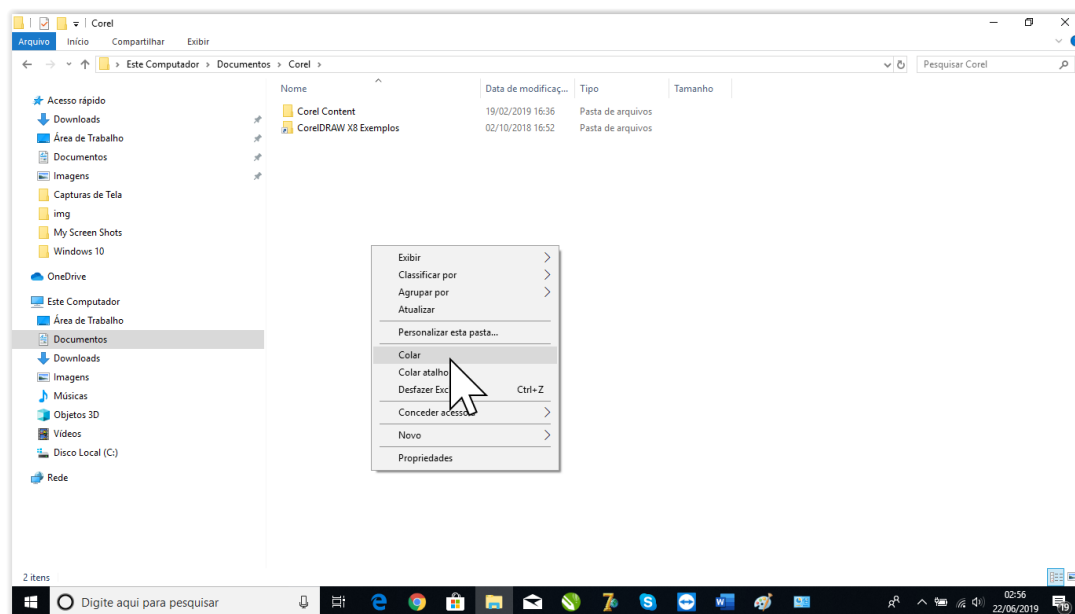 Corel
Arquivo Início Compartilhar Exibir
Este Computador Documentos Corel
Pesquisar Corel
Nome Data de modificaç... Tipo Tamanho
Corel Content 19/02/2019 16:36 Pasta de arquivos
CorelDRAW X8 Exemplos 02/10/2018 16:52 Pasta de arquivos
Acesso rápido
Downloads
Área de Trabalho
Documentos
Imagens
Capturas de Tela
img
My Screen Shots
Windows 10
OneDrive
Este Computador
Área de Trabalho
Documentos
Downloads
Imagens
Músicas
Objetos 3D
Vídeos
Disco Local (C:)
Rede
Exibir
Classificar por
Agrupar por
Atualizar
Personalizar esta pasta...
Colar
Colar atalho
Desfazer Exc Ctrl+Z
Conceder acesso
Novo
Propriedades
2 itens
Digite aqui para pesquisar
02:56
22/06/2019
19